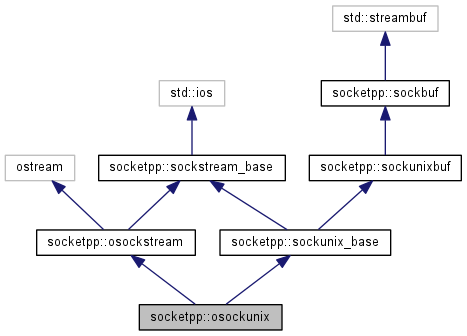 std::streambuf
std::ios
socketpp::sockbuf
ostream
socketpp::sockstream_base
socketpp::sockunixbuf
socketpp::osockstream
socketpp::sockunix_base
socketpp::osockunix